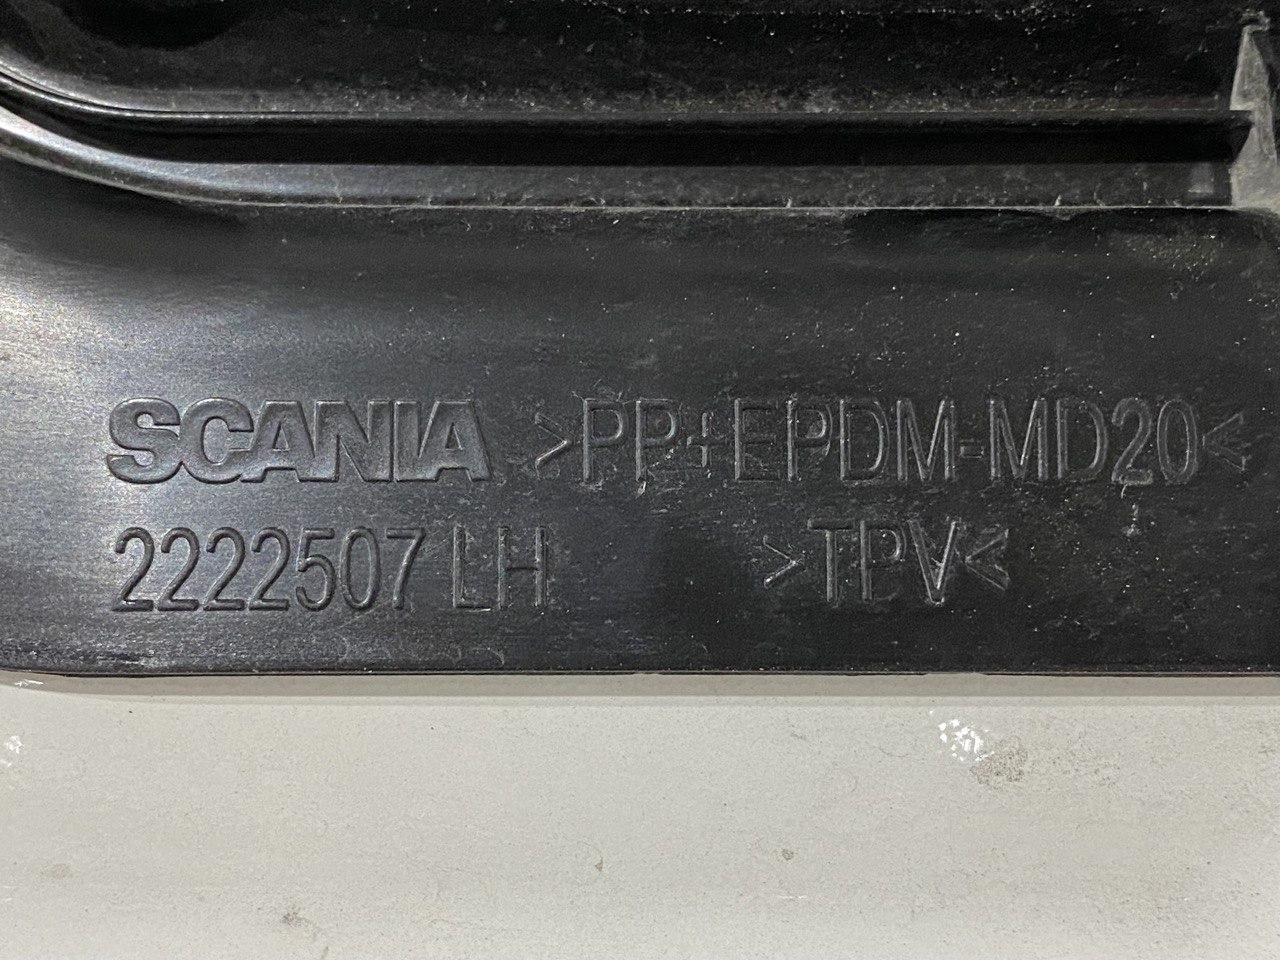 SCANIA >PP+EPDM-MD20<
2222507 LH >TPV<